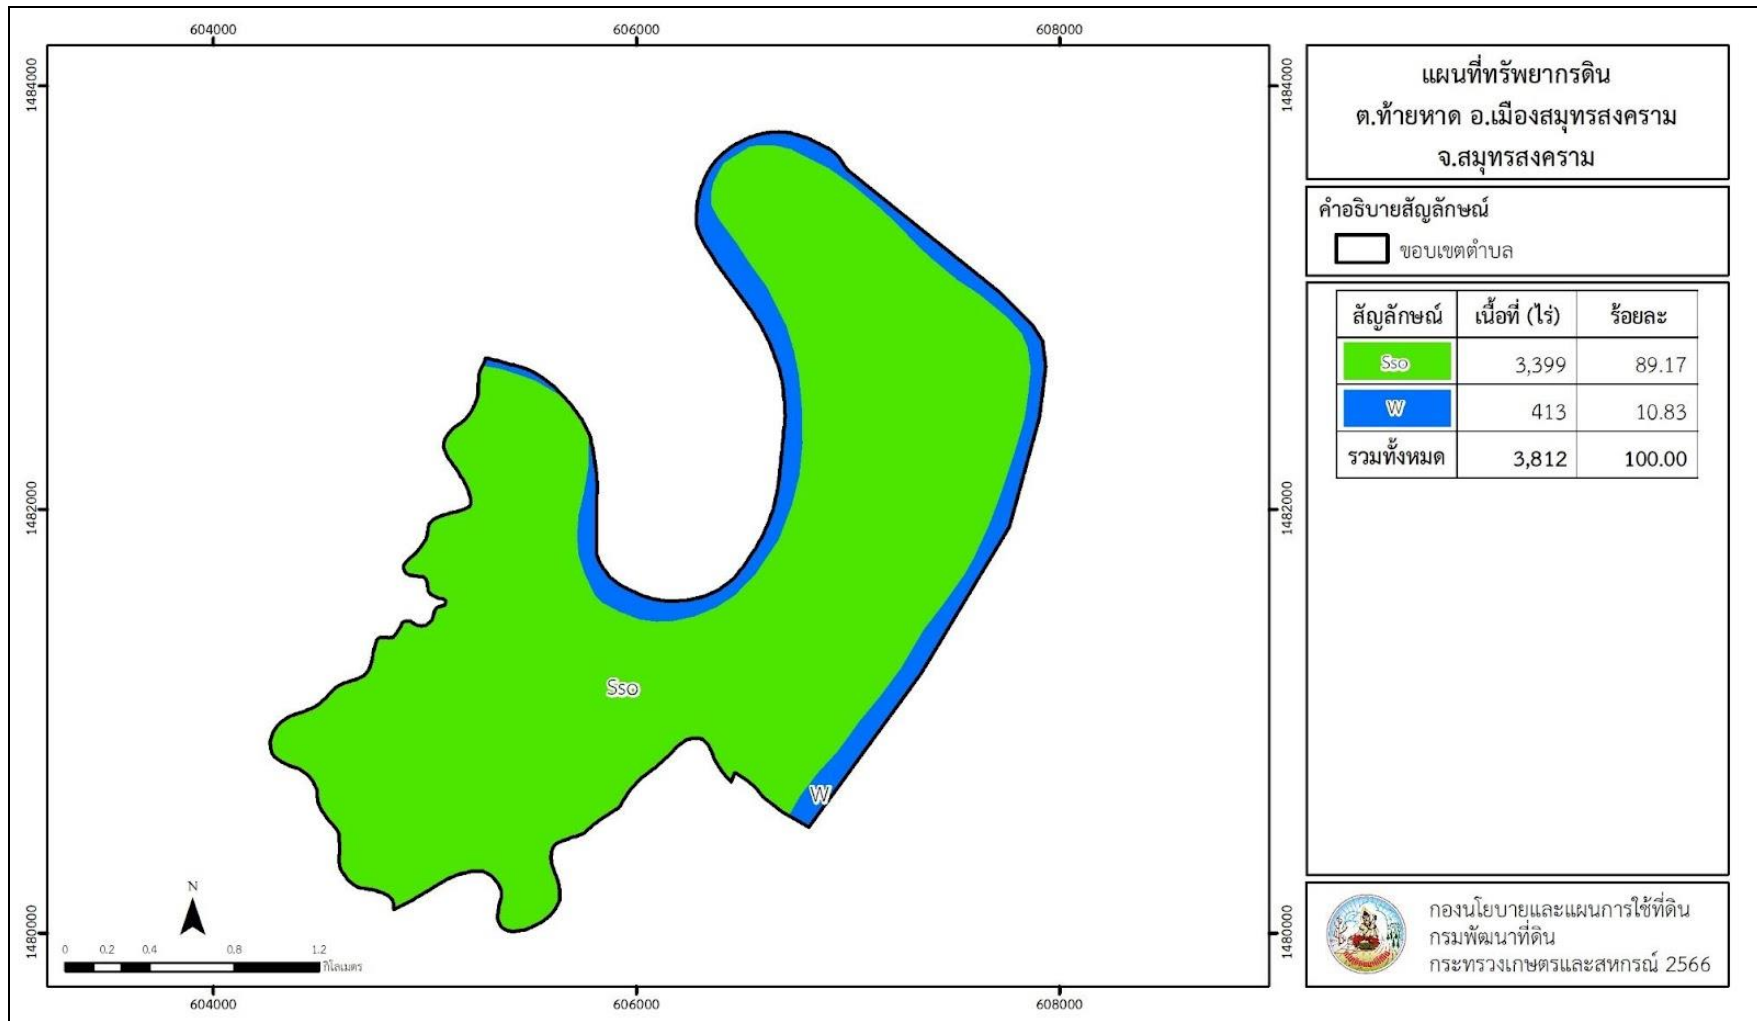 604000 606000 608000
1484000
1482000
1480000
1484000
1482000
1480000
Sso
W
N
0 0.2 0.4 0.8 1.2
กิโลเมตร
604000 606000 608000
แผนที่ทรัพยากรดิน
ต.ท้ายหาด อ.เมืองสมุทรสงคราม
จ.สมุทรสงคราม
คำอธิบายสัญลักษณ์
ขอบเขตตำบล
สัญลักษณ์ เนื้อที่ (ไร่) ร้อยละ
Sso 3,399 89.17
W 413 10.83
รวมทั้งหมด 3,812 100.00
กองนโยบายและแผนการใช้ที่ดิน
กรมพัฒนาที่ดิน
กระทรวงเกษตรและสหกรณ์ 2566